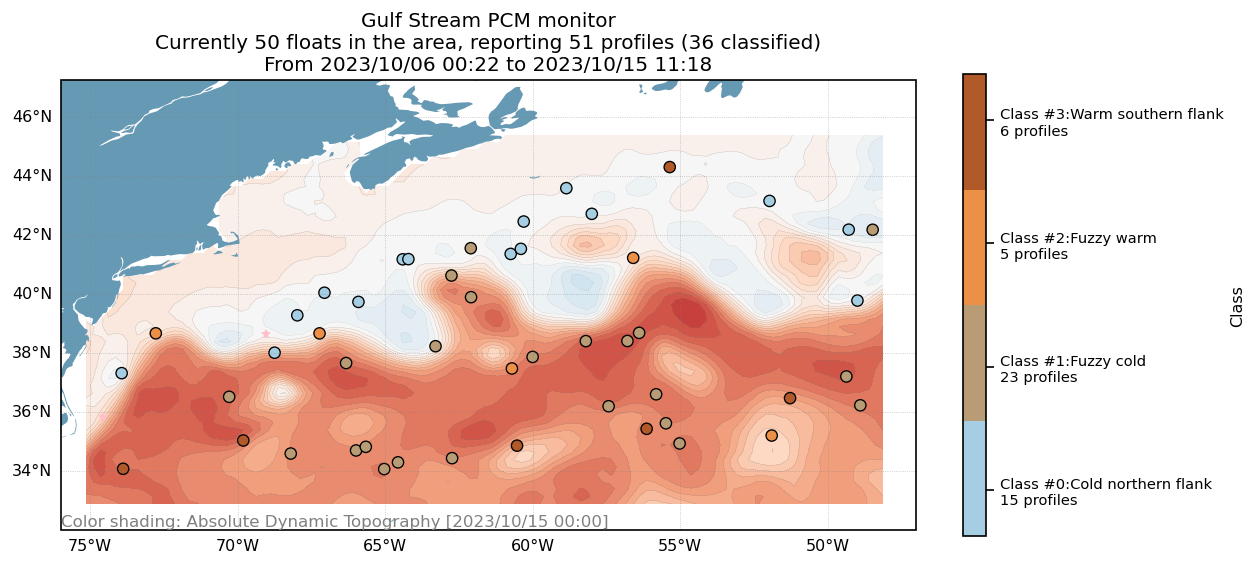 Gulf Stream PCM monitor
Currently 50 floats in the area, reporting 51 profiles (36 classified)
From 2023/10/06 00:22 to 2023/10/15 11:18
46°N
44°N
42°N
40°N
38°N
36°N
34°N
Color shading: Absolute Dynamic Topography [2023/10/15 00:00]
75°W
70°W
65°W
60°W
55°W
50°W
Class #3:Warm southern flank
6 profiles
Class #2:Fuzzy warm
5 profiles
Class #1:Fuzzy cold
23 profiles
Class #0:Cold northern flank
15 profiles
Class